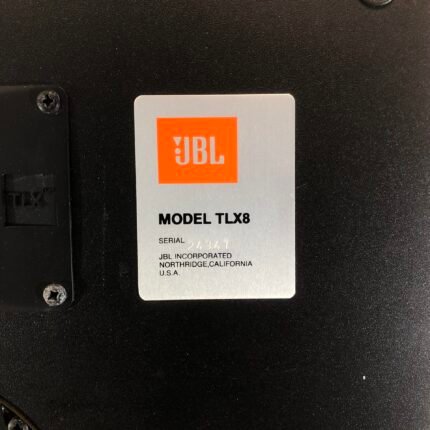 JBL
MODEL TLX8
SERIAL
JBL INCORPORATED
NORTHRIDGE,CALIFORNIA
U.S.A.
TLX